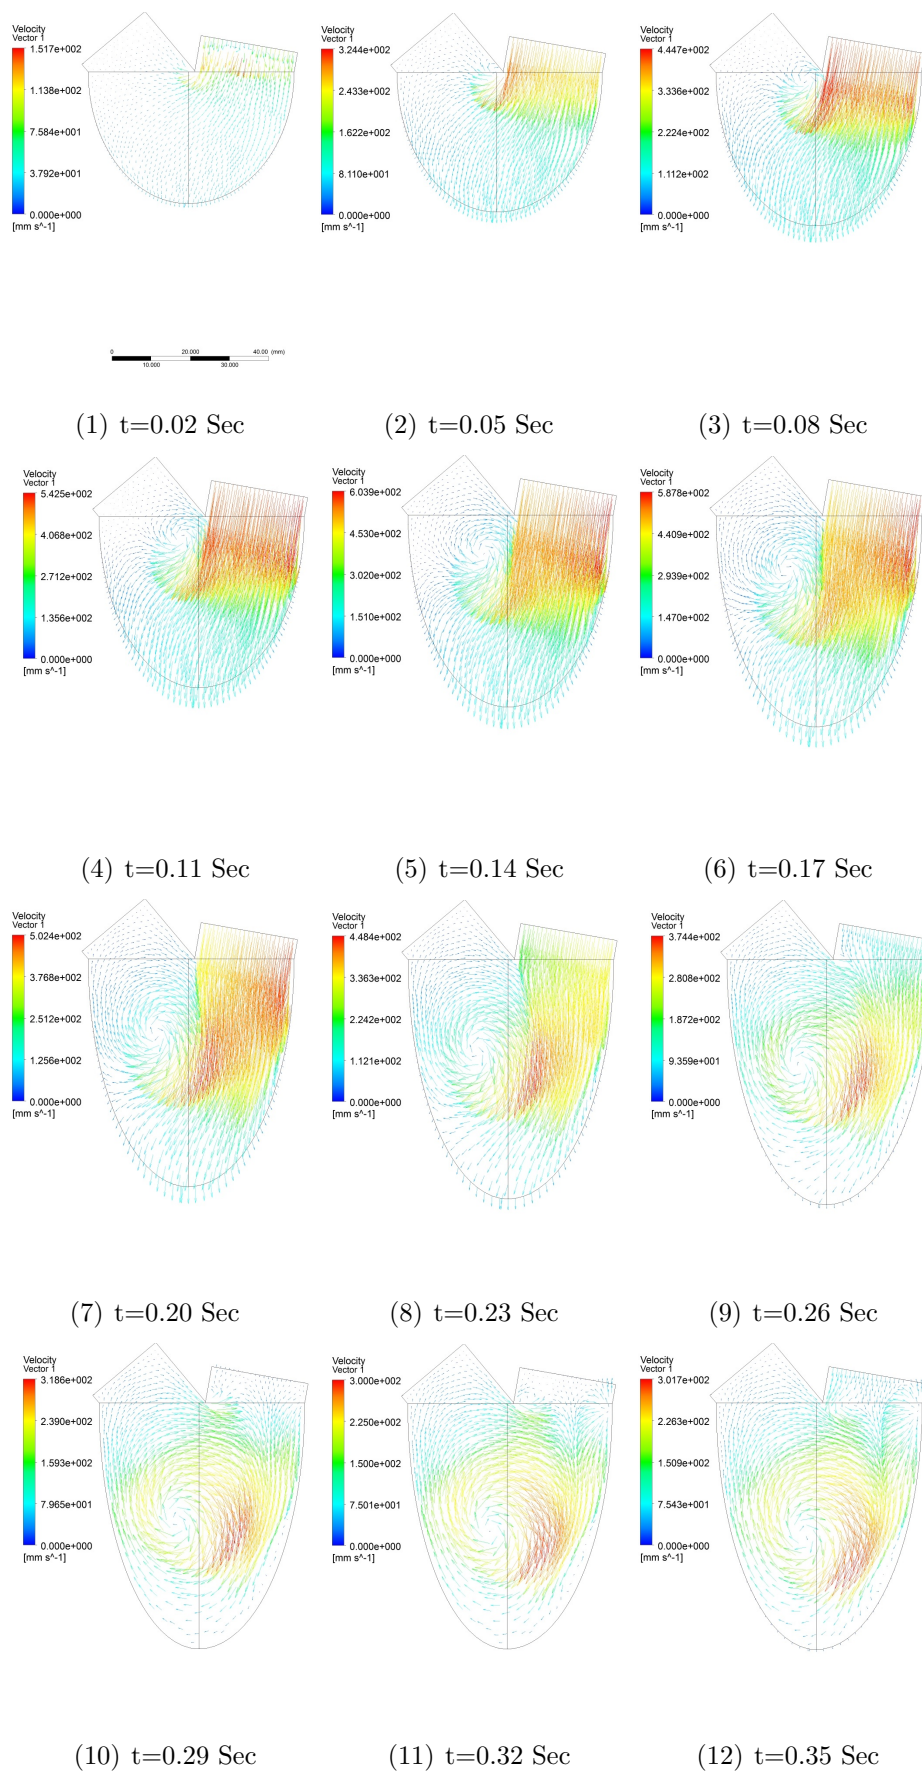 Velocity
Vector 1
1.517e+002
1.138e+002
7.584e+001
3.792e+001
0.000e+000
[mm s^-1]
0 20.000 40.00 (mm)
10.000 30.000
(1) t=0.02 Sec
Velocity
Vector 1
3.244e+002
2.433e+002
1.622e+002
8.110e+001
0.000e+000
[mm s^-1]
(2) t=0.05 Sec
Velocity
Vector 1
4.447e+002
3.336e+002
2.224e+002
1.112e+002
0.000e+000
[mm s^-1]
(3) t=0.08 Sec
Velocity
Vector 1
5.425e+002
4.068e+002
2.712e+002
1.356e+002
0.000e+000
[mm s^-1]
(4) t=0.11 Sec
Velocity
Vector 1
6.039e+002
4.530e+002
3.020e+002
1.510e+002
0.000e+000
[mm s^-1]
(5) t=0.14 Sec
Velocity
Vector 1
5.878e+002
4.409e+002
2.939e+002
1.470e+002
0.000e+000
[mm s^-1]
(6) t=0.17 Sec
Velocity
Vector 1
5.024e+002
3.768e+002
2.512e+002
1.256e+002
0.000e+000
[mm s^-1]
(7) t=0.20 Sec
Velocity
Vector 1
4.484e+002
3.363e+002
2.242e+002
1.121e+002
0.000e+000
[mm s^-1]
(8) t=0.23 Sec
Velocity
Vector 1
3.744e+002
2.808e+002
1.872e+002
9.359e+001
0.000e+000
[mm s^-1]
(9) t=0.26 Sec
Velocity
Vector 1
3.186e+002
2.390e+002
1.593e+002
7.965e+001
0.000e+000
[mm s^-1]
(10) t=0.29 Sec
Velocity
Vector 1
3.000e+002
2.250e+002
1.500e+002
7.501e+001
0.000e+000
[mm s^-1]
(11) t=0.32 Sec
Velocity
Vector 1
3.017e+002
2.263e+002
1.509e+002
7.543e+001
0.000e+000
[mm s^-1]
(12) t=0.35 Sec